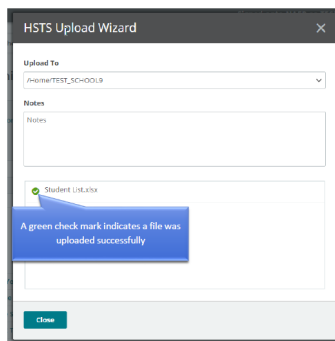 HSTS Upload Wizard
Upload To
/Home/TEST_SCHOOL9
Notes
Notes
Student List.xlsx
A green check mark indicates a file was
uploaded successfully
Close